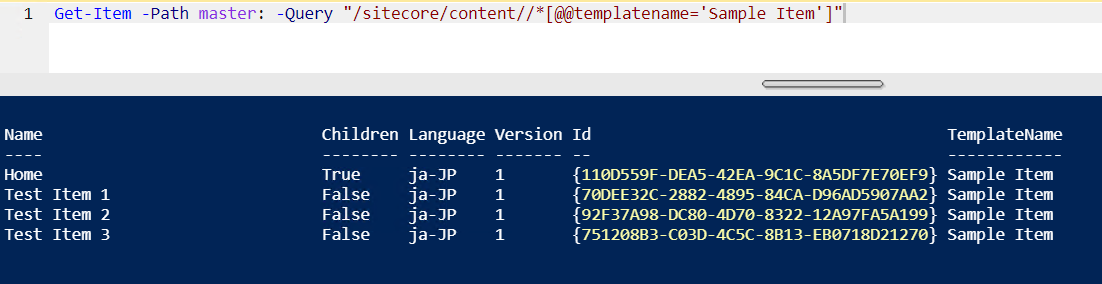 1 Get-Item -Path master: -Query "/sitecore/content//*[@@templatename='Sample Item']"
Name Children Language Version Id TemplateName
---- -------- -------- ------- -- ------------
Home True ja-JP 1 {110D559F-DEA5-42EA-9C1C-8A5DF7E70EF9} Sample Item
Test Item 1 False ja-JP 1 {70DEE32C-2882-4895-84CA-D96AD5907AA2} Sample Item
Test Item 2 False ja-JP 1 {92F37A98-DC80-4D70-8322-12A97FA5A199} Sample Item
Test Item 3 False ja-JP 1 {751208B3-C03D-4C5C-8B13-EB0718D21270} Sample Item